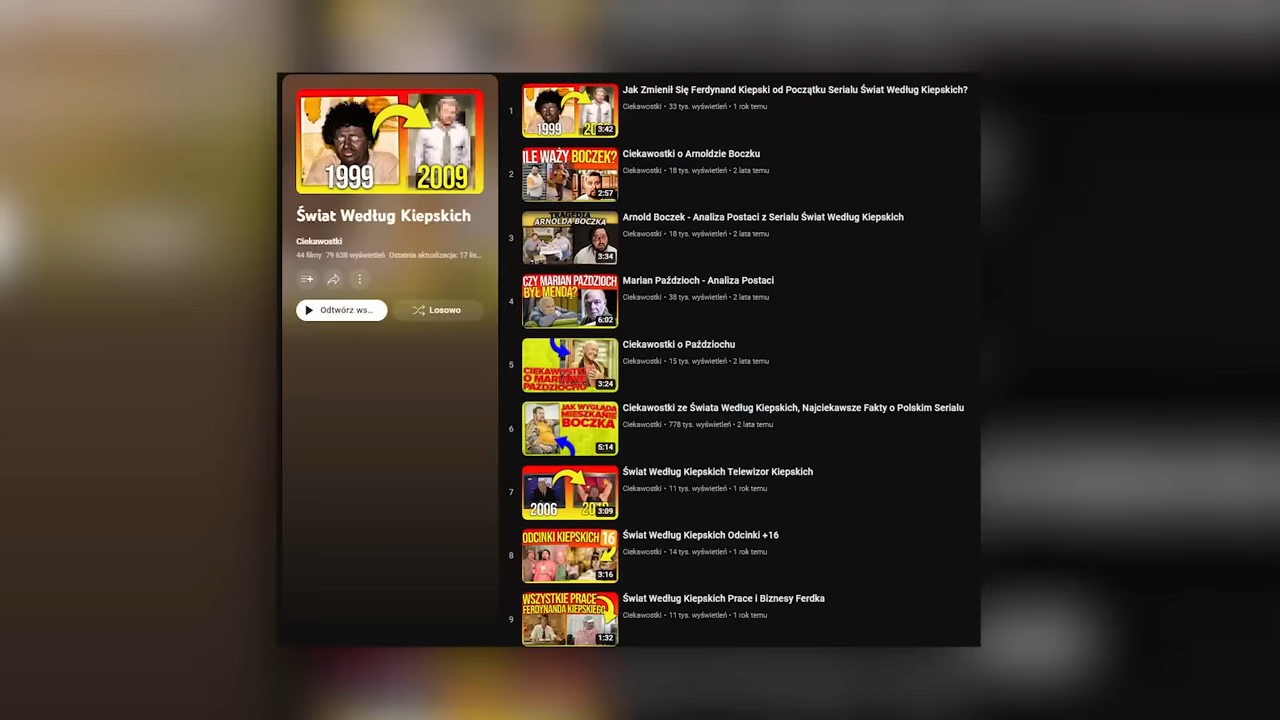 1999
2009
Świat Według Kiepskich
Ciekawostki
44 filmy 79 638 wyświetleń Ostatnia aktualizacja: 17 lis...
Odtwórz ws...
Losowo
1
1999
3:42
Jak Zmienił Się Ferdynand Kiepski od Początku Serialu Świat Według Kiepskich?
Ciekawostki • 33 tys. wyświetleń • 1 rok temu
2
ILE WAŻY BOCZEK?
2:57
Ciekawostki o Arnoldzie Boczku
Ciekawostki • 18 tys. wyświetleń • 2 lata temu
3
TRAGEDIA
ARNOLDA BOCZKA
3:34
Arnold Boczek - Analiza Postaci z Serialu Świat Według Kiepskich
Ciekawostki • 18 tys. wyświetleń • 2 lata temu
4
CZY MARIAN PAŹDZIOCH
BYŁ MENDĄ?
6:02
Marian Paździoch - Analiza Postaci
Ciekawostki • 38 tys. wyświetleń • 2 lata temu
5
CIEKAWOSTKI
O MARIANIE
PAŹDZIOCHU
3:24
Ciekawostki o Paździochu
Ciekawostki • 15 tys. wyświetleń • 2 lata temu
6
JAK WYGLĄDA
MIESZKANIE
BOCZKA
5:14
Ciekawostki ze Świata Według Kiepskich, Najciekawsze Fakty o Polskim Serialu
Ciekawostki • 778 tys. wyświetleń • 2 lata temu
7
2006
3:09
Świat Według Kiepskich Telewizor Kiepskich
Ciekawostki • 11 tys. wyświetleń • 1 rok temu
8
ODCINKI KIEPSKICH 16
3:16
Świat Według Kiepskich Odcinki +16
Ciekawostki • 14 tys. wyświetleń • 1 rok temu
9
WSZYSTKIE PRACE
FERDYNANDA KIEPSKIEGO
1:32
Świat Według Kiepskich Prace i Biznesy Ferdka
Ciekawostki • 11 tys. wyświetleń • 1 rok temu